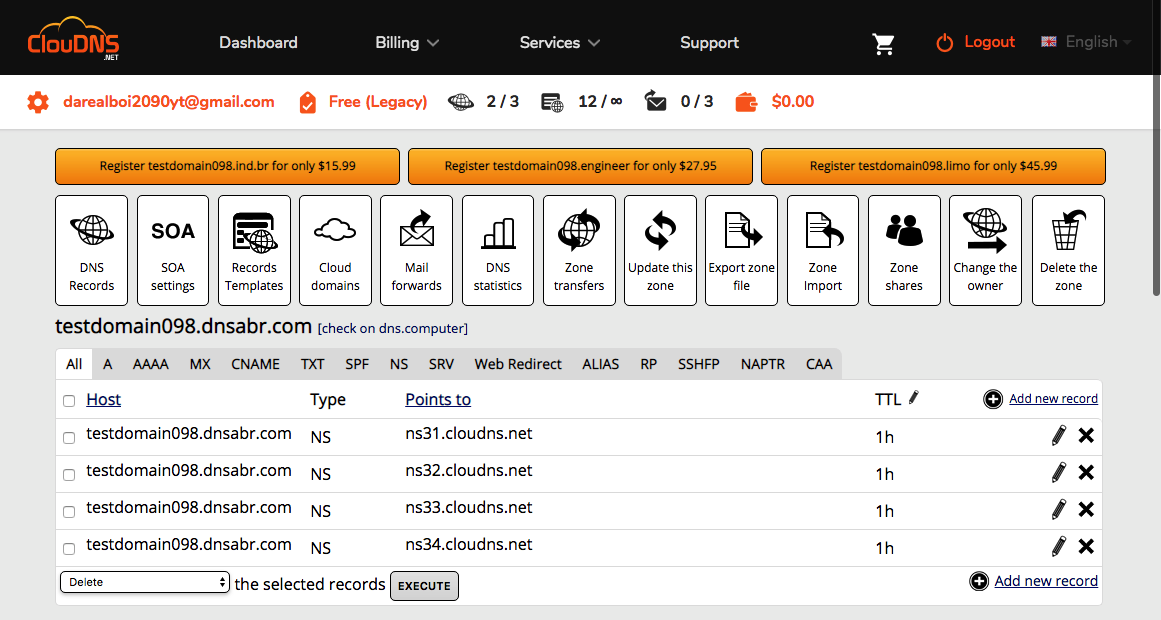 ClouDNS .NET Dashboard Billing Services Support Logout English
darealboi2090yt@gmail.com Free (Legacy) 2 / 3 12 / ∞ 0 / 3 $0.00
Register testdomain098.ind.br for only $15.99 Register testdomain098.engineer for only $27.95 Register testdomain098.limo for only $45.99
SOA
DNS Records SOA settings Records Templates Cloud domains Mail forwards DNS statistics Zone transfers Update this zone Export zone file Zone Import Zone shares Change the owner Delete the zone
testdomain098.dnsabr.com [check on dns.computer]
All A AAAA MX CNAME TXT SPF NS SRV Web Redirect ALIAS RP SSHFP NAPTR CAA
Host Type Points to TTL Add new record
testdomain098.dnsabr.com NS ns31.cloudns.net 1h
testdomain098.dnsabr.com NS ns32.cloudns.net 1h
testdomain098.dnsabr.com NS ns33.cloudns.net 1h
testdomain098.dnsabr.com NS ns34.cloudns.net 1h
Delete the selected records EXECUTE Add new record